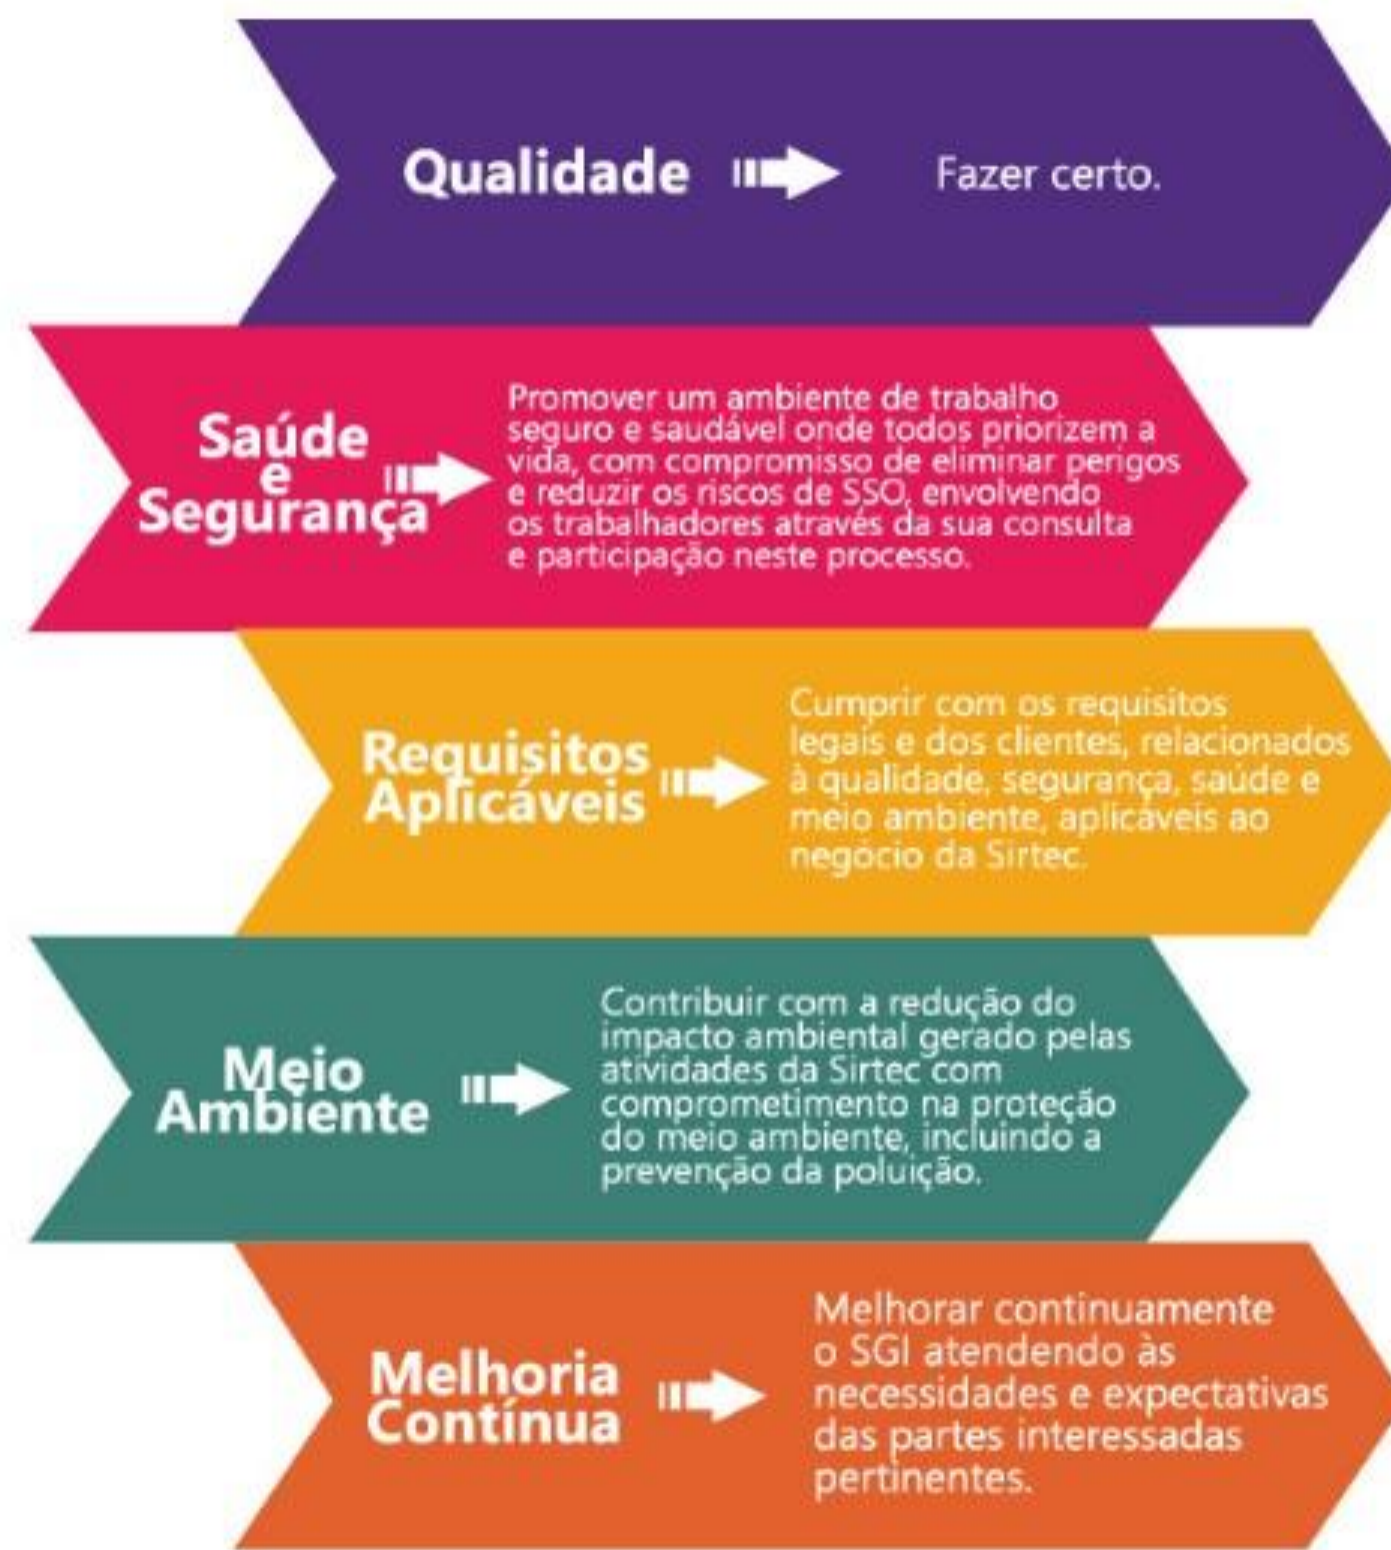 Qualidade
Fazer certo.
Saúde
e
Segurança
Promover um ambiente de trabalho
seguro e saudável onde todos priorizem a
vida, com compromisso de eliminar perigos
e reduzir os riscos de SSO, envolvendo
os trabalhadores através da sua consulta
e participação neste processo.
Requisitos
Aplicáveis
Cumprir com os requisitos
legais e dos clientes, relacionados
à qualidade, segurança, saúde e
meio ambiente, aplicáveis ao
negócio da Sirtec.
Meio
Ambiente
Contribuir com a redução do
impacto ambiental gerado pelas
atividades da Sirtec com
comprometimento na proteção
do meio ambiente, incluindo a
prevenção da poluição.
Melhoria
Contínua
Melhorar continuamente
o SGI atendendo às
necessidades e expectativas
das partes interessadas
pertinentes.